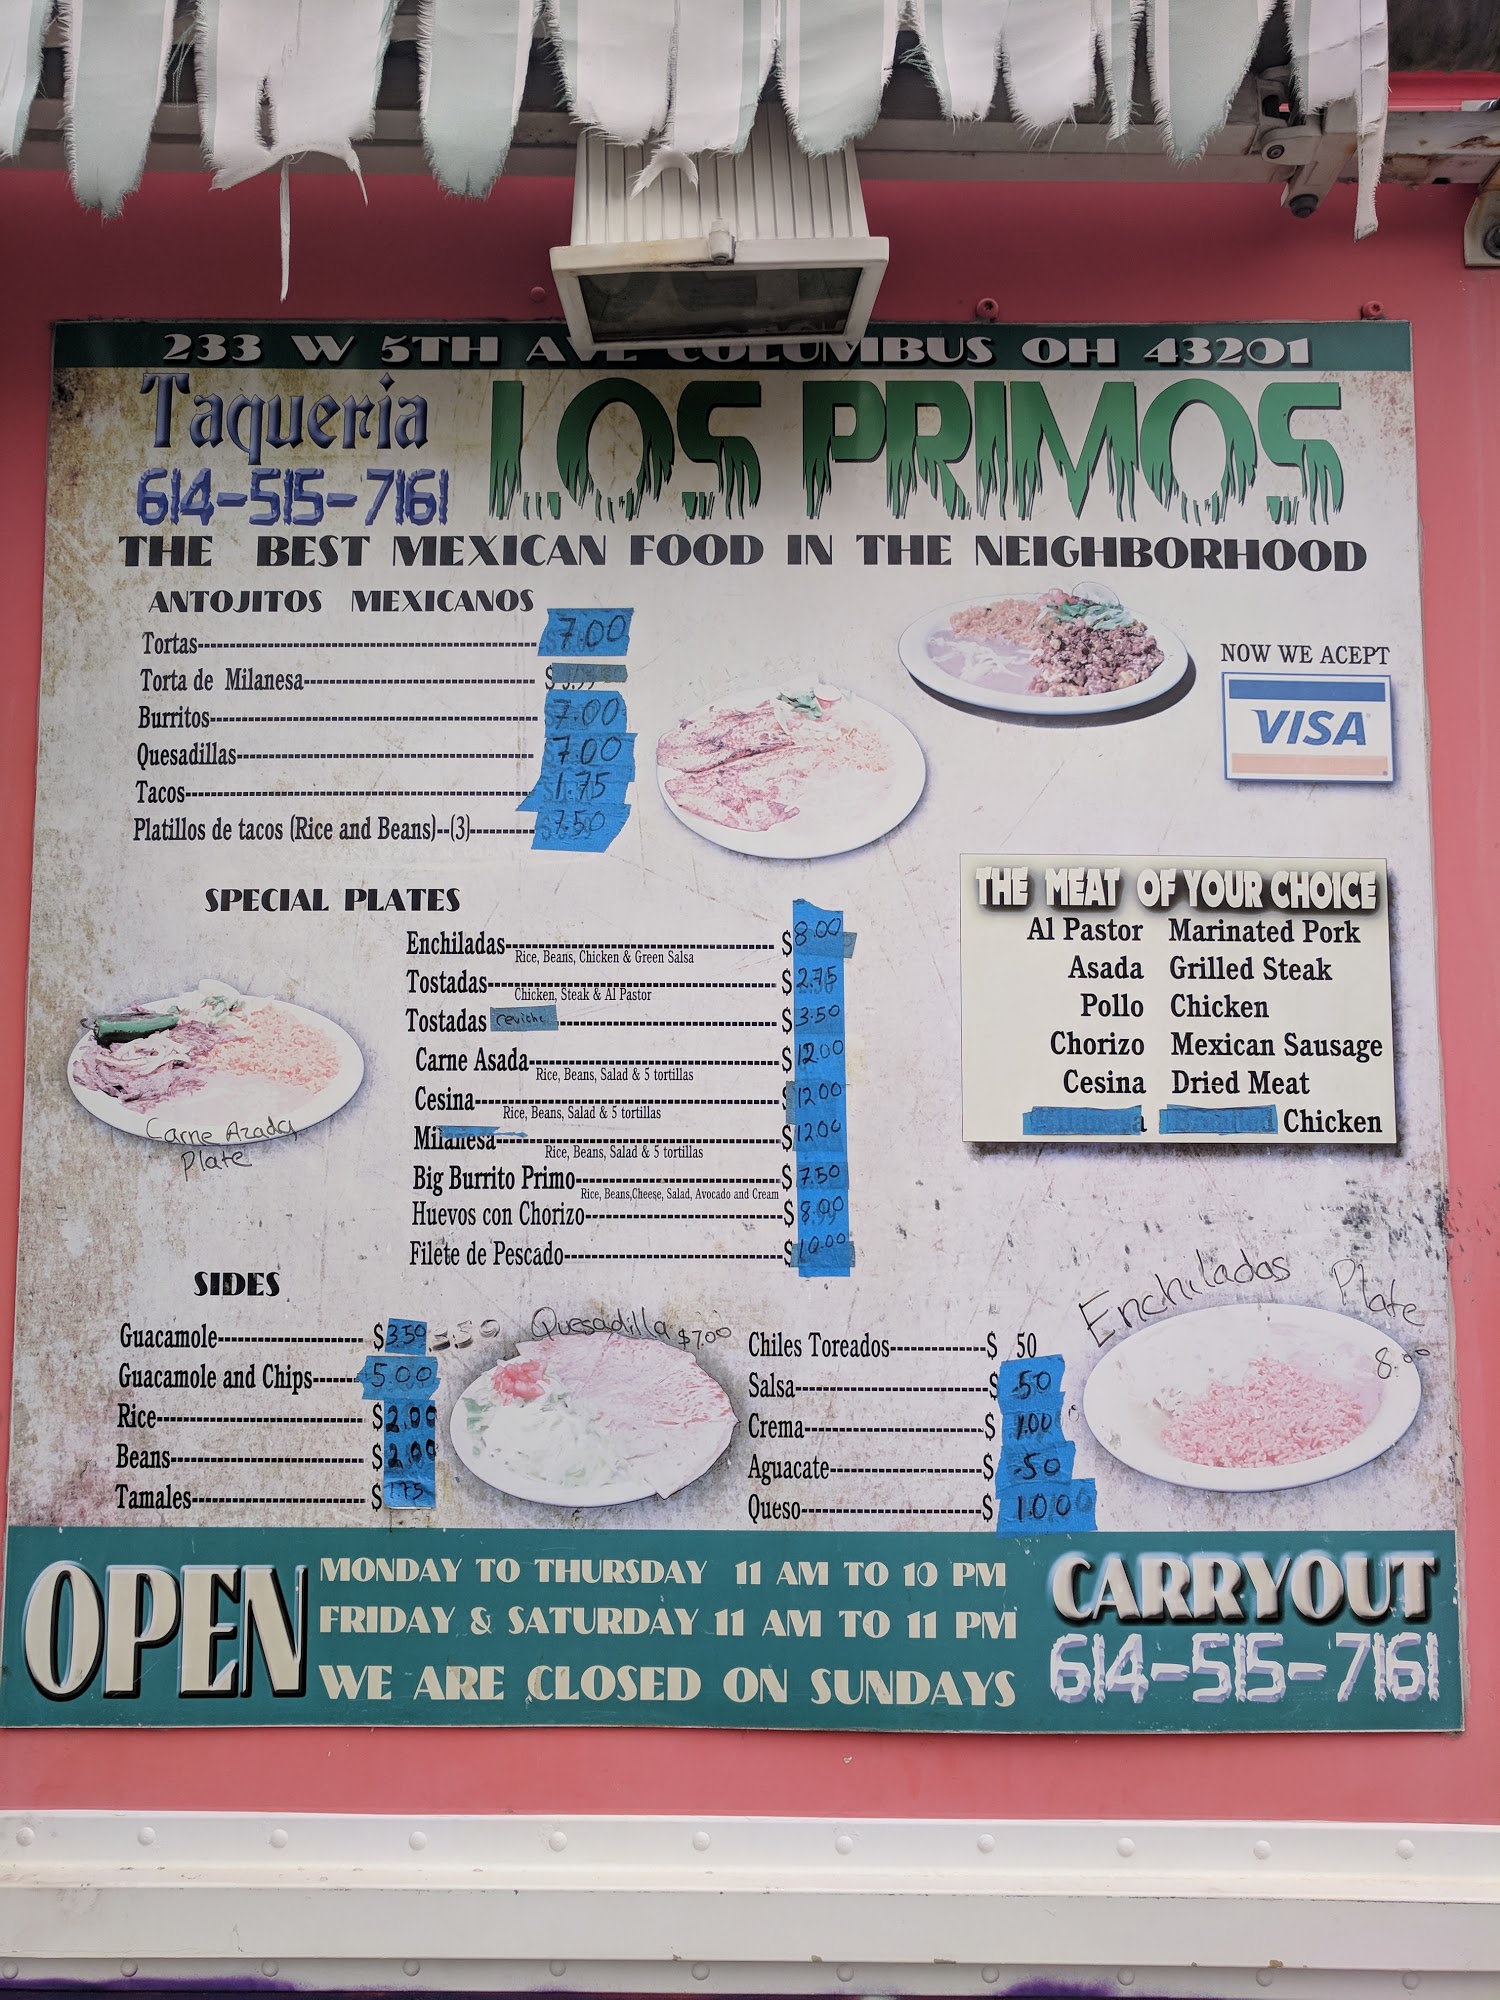 233 W 5TH AVE COLUMBUS OH 43201
Taqueria LOS PRIMOS
614-515-7161
THE BEST MEXICAN FOOD IN THE NEIGHBORHOOD
ANTOJITOS MEXICANOS
Tortas 7.00
Torta de Milanesa $
Burritos 7.00
Quesadillas 7.00
Tacos 1.75
Platillos de tacos (Rice and Beans)--(3) 7.50
NOW WE ACEPT
VISA
SPECIAL PLATES
Enchiladas $8.00
Rice, Beans, Chicken & Green Salsa
Tostadas $2.75
Chicken, Steak & Al Pastor
Tostadas ceviche $3.50
Carne Asada $12.00
Rice, Beans, Salad & 5 tortillas
Cesina $12.00
Rice, Beans, Salad & 5 tortillas
Milanesa $12.00
Rice, Beans, Salad & 5 tortillas
Big Burrito Primo $7.50
Rice, Beans,Cheese, Salad, Avocado and Cream
Huevos con Chorizo $8.00
Filete de Pescado $10.00
Carne Azada
Plate
THE MEAT OF YOUR CHOICE
Al Pastor Marinated Pork
Asada Grilled Steak
Pollo Chicken
Chorizo Mexican Sausage
Cesina Dried Meat
Chicken
SIDES
Guacamole $3.50 3.50
Guacamole and Chips 5.00
Rice $2.00
Beans $2.00
Tamales $1.75
Quesadilla $7.00
Chiles Toreados $ 50
Salsa $ .50
Crema $ 1.00
Aguacate $ .50
Queso $ 1.00
Enchiladas Plate
8.00
OPEN
MONDAY TO THURSDAY 11 AM TO 10 PM
FRIDAY & SATURDAY 11 AM TO 11 PM
WE ARE CLOSED ON SUNDAYS
CARRYOUT
614-515-7161